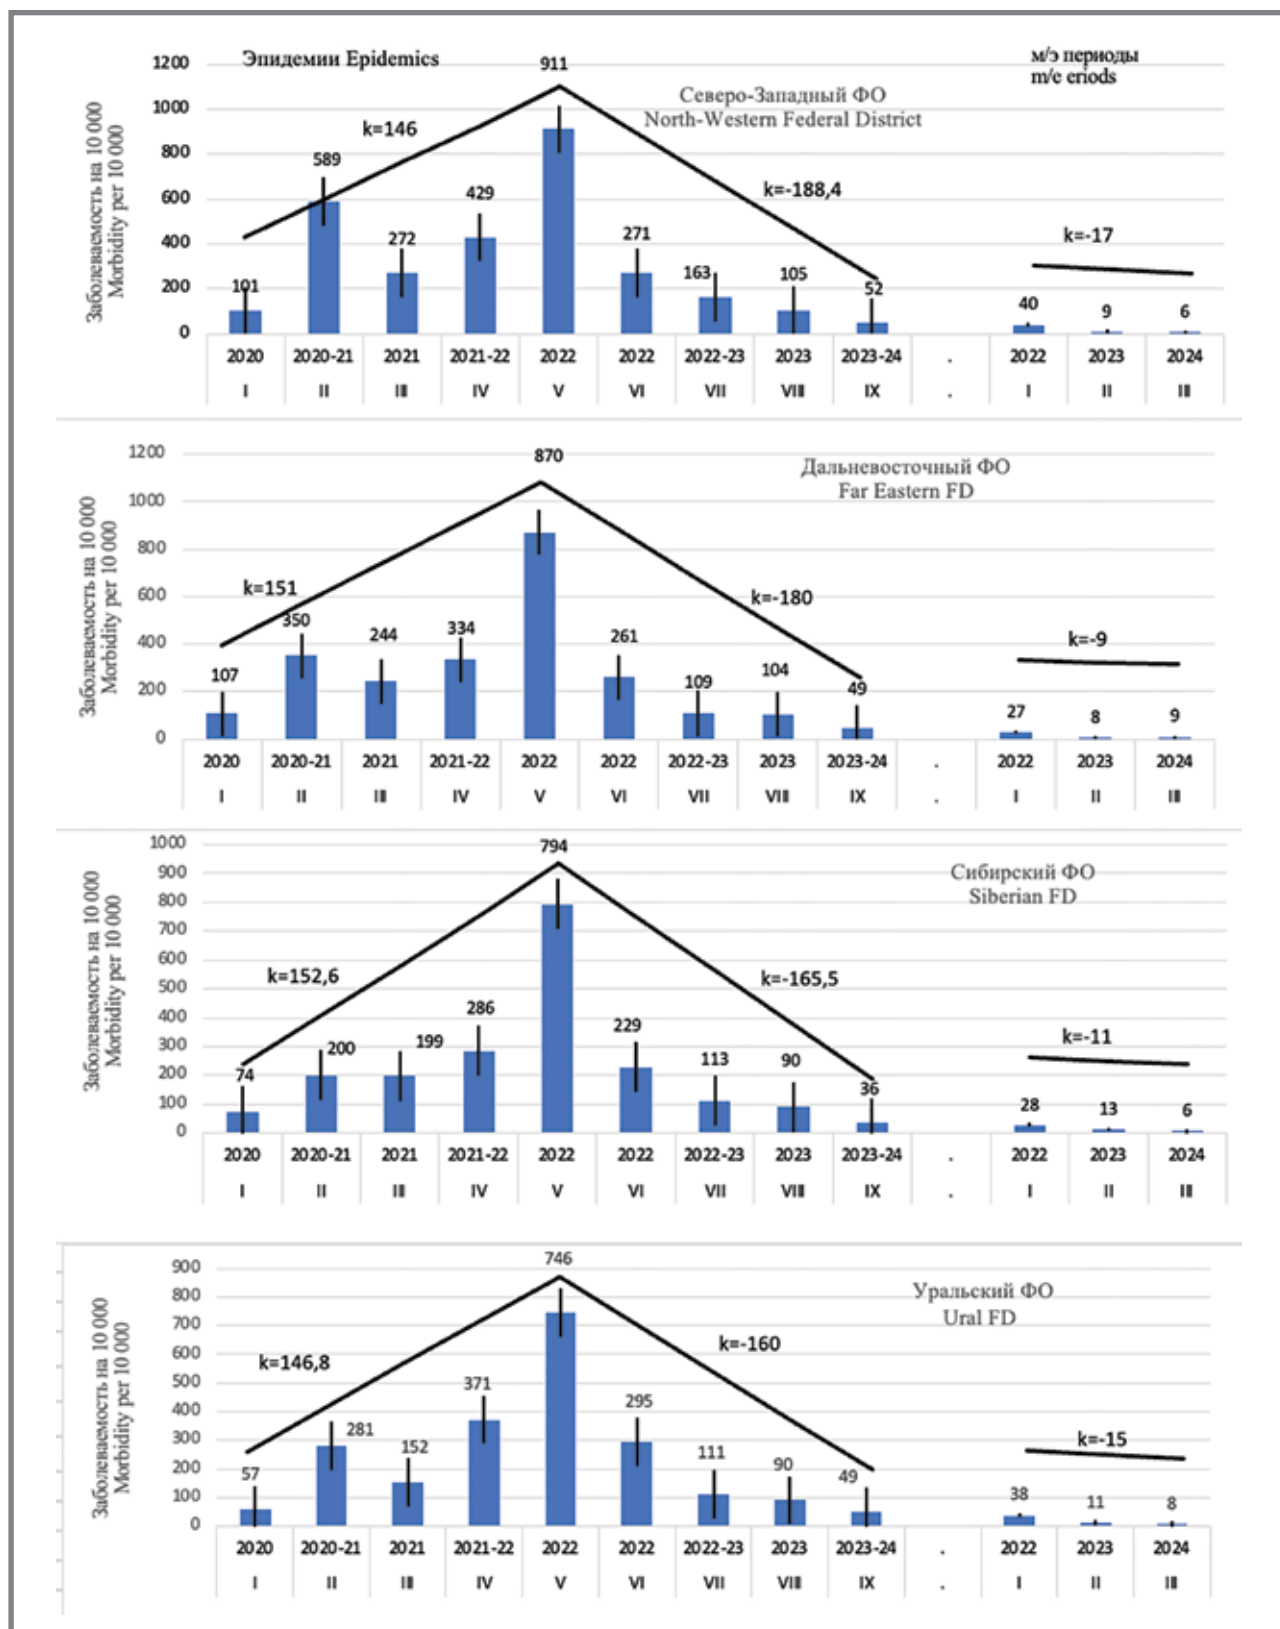 Эпидемии Epidemics
м/э периоды
m/e eriods
Северо-Западный ФО
North-Western Federal District
Заболеваемость на 10 000
Morbidity per 10 000
1200
1000
800
600
400
200
0
k=146
k=-188,4
k=-17
101 589 272 429 911 271 163 105 52 40 9 6
2020 2020-21 2021 2021-22 2022 2022 2022-23 2023 2023-24 . 2022 2023 2024
I II III IV V VI VII VIII IX . I II III
Дальневосточный ФО
Far Eastern FD
Заболеваемость на 10 000
Morbidity per 10 000
1200
1000
800
600
400
200
0
k=151
k=-180
k=-9
107 350 244 334 870 261 109 104 49 27 8 9
2020 2020-21 2021 2021-22 2022 2022 2022-23 2023 2023-24 . 2022 2023 2024
I II III IV V VI VII VIII IX . I II III
Сибирский ФО
Siberian FD
Заболеваемость на 10 000
Morbidity per 10 000
1000
900
800
700
600
500
400
300
200
100
0
k=152,6
k=-165,5
k=-11
74 200 199 286 794 229 113 90 36 28 13 6
2020 2020-21 2021 2021-22 2022 2022 2022-23 2023 2023-24 . 2022 2023 2024
I II III IV V VI VII VIII IX . I II III
Уральский ФО
Ural FD
Заболеваемость на 10 000
Morbidity per 10 000
900
800
700
600
500
400
300
200
100
0
k=146,8
k=-160
k=-15
57 281 152 371 746 295 111 90 49 38 11 8
2020 2020-21 2021 2021-22 2022 2022 2022-23 2023 2023-24 . 2022 2023 2024
I II III IV V VI VII VIII IX . I II III